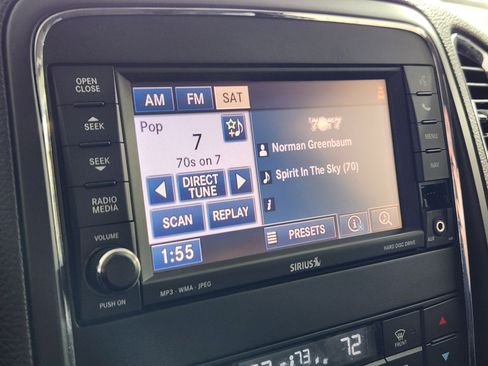 OPEN
CLOSE
SEEK
SEEK
RADIO
MEDIA
VOLUME
PUSH ON
AM FM SAT
Pop
7
70s on 7
DIRECT
TUNE
SCAN REPLAY
1:55
Norman Greenbaum
Spirit In The Sky (70)
i
PRESETS
MENU
NAV
AUX
MP3 - WMA - JPEG
SIRIUS
HARD DISC DRIVE
73
72
FRONT